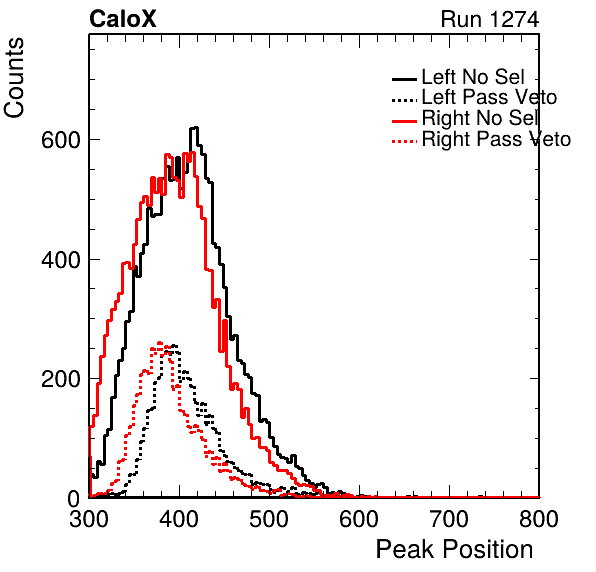 CaloX Run 1274
Counts
Left No Sel
Left Pass Veto
Right No Sel
Right Pass Veto
600
400
200
0
300 400 500 600 700 800
Peak Position